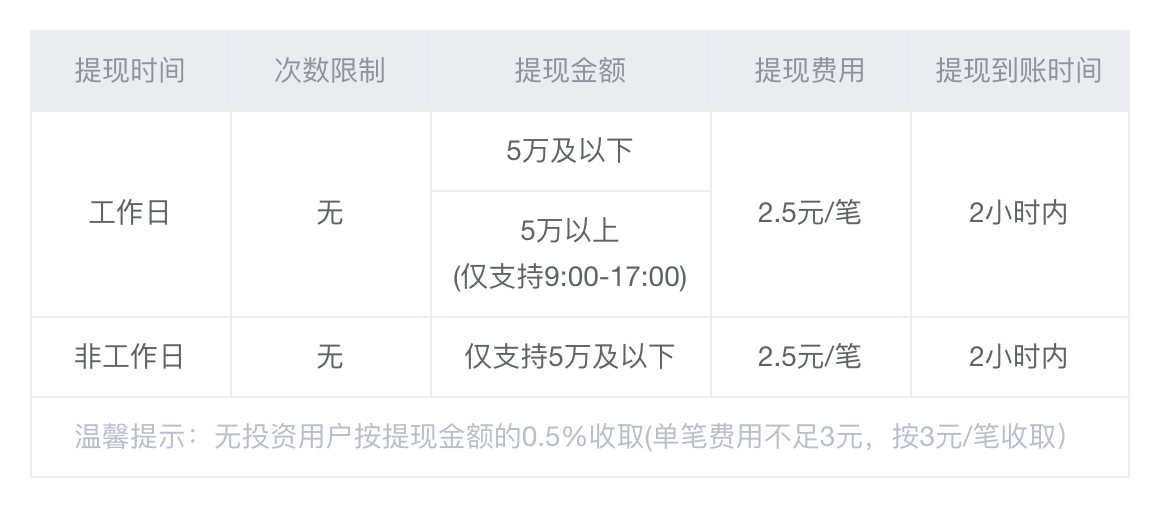 提现时间 次数限制 提现金额 提现费用 提现到账时间
5万及以下
工作日 无 2.5元/笔 2小时内
5万以上
(仅支持9:00-17:00)
非工作日 无 仅支持5万及以下 2.5元/笔 2小时内
温馨提示：无投资用户按提现金额的0.5%收取(单笔费用不足3元，按3元/笔收取）